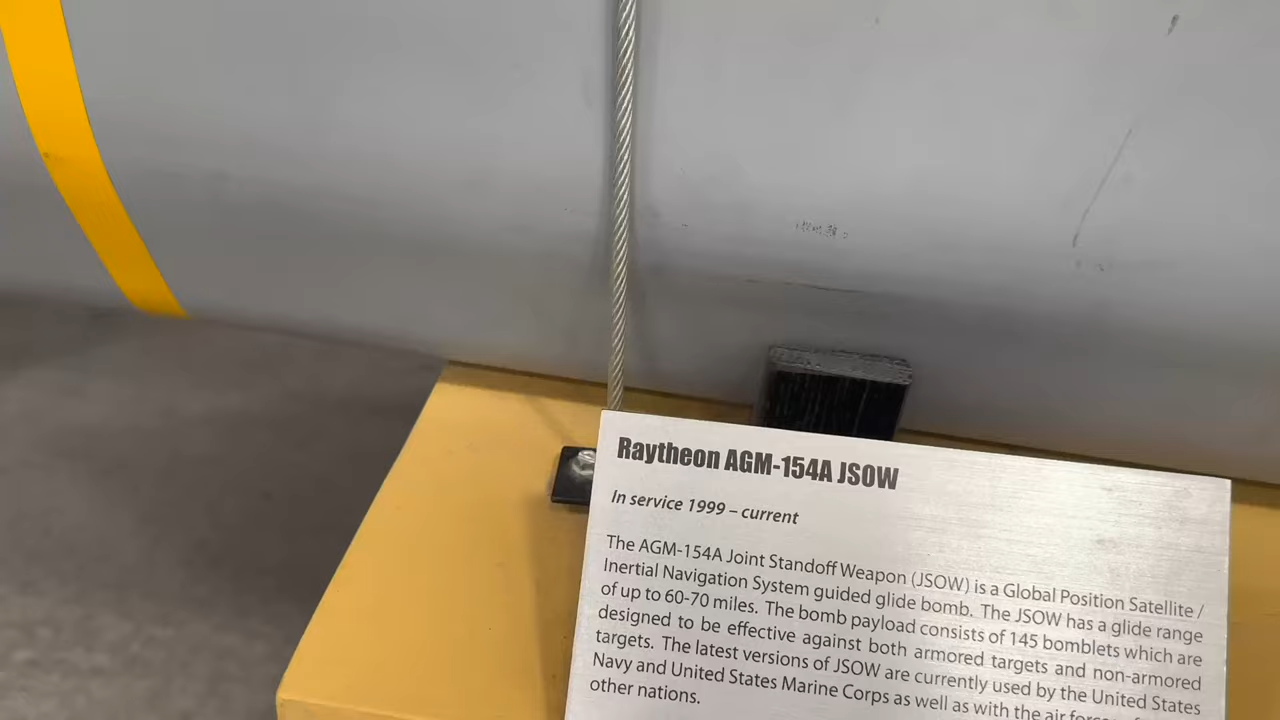 Raytheon AGM-154A JSOW
In service 1999 – current
The AGM-154A Joint Standoff Weapon (JSOW) is a Global Position Satellite /
Inertial Navigation System guided glide bomb. The JSOW has a glide range
of up to 60-70 miles. The bomb payload consists of 145 bomblets which are
designed to be effective against both armored targets and non-armored
targets. The latest versions of JSOW are currently used by the United States
Navy and United States Marine Corps as well as with the air
other nations.